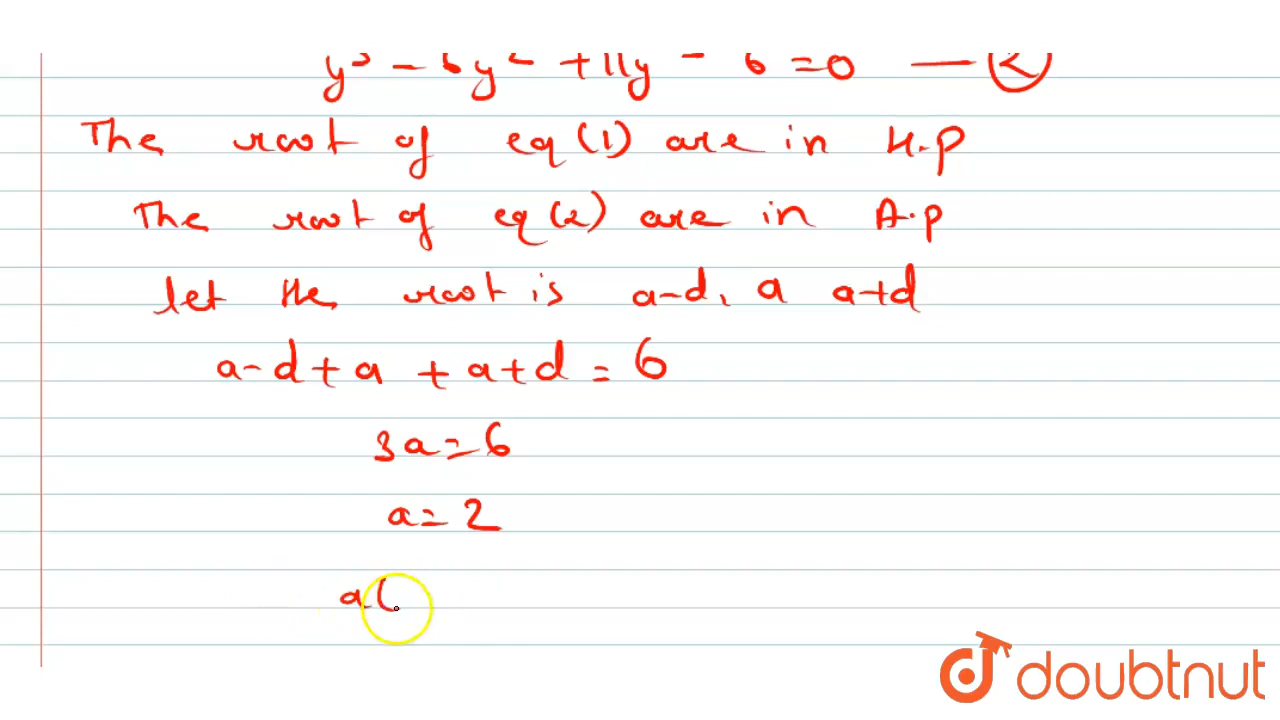 y³ - 6y² + 11y - 6 = 0 — (2)
The root of eq (1) are in H.P
The root of eq (2) are in A.P
let the root is a-d, a a+d
a-d+a + a+d = 6
3a = 6
a = 2
a(
doubtnut